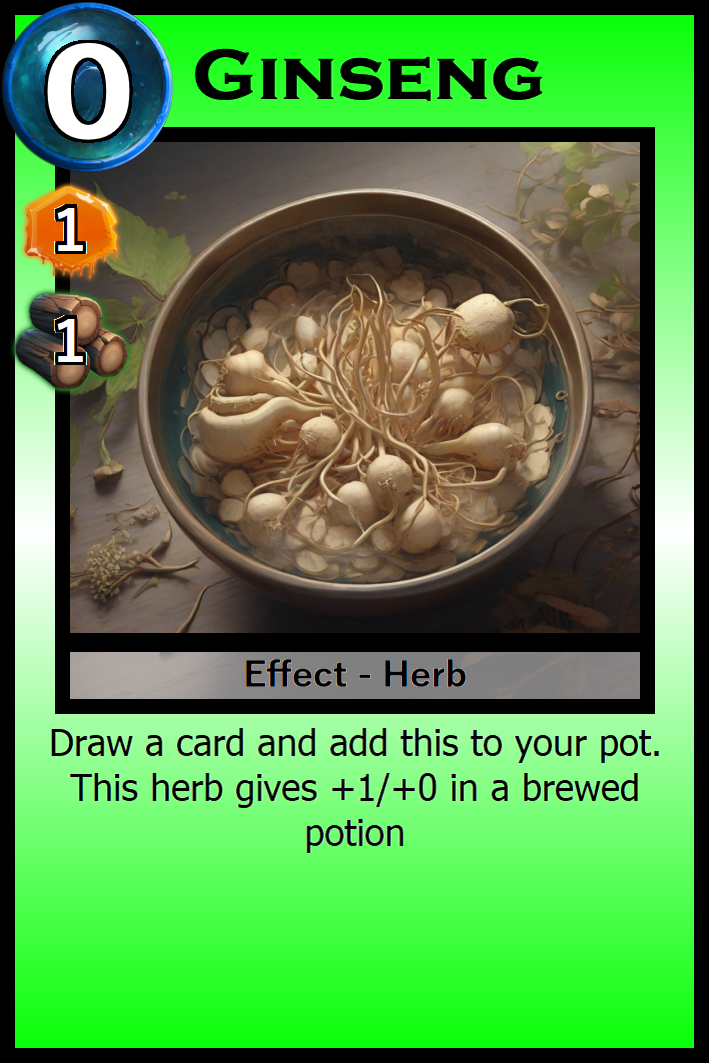 0
Ginseng
1
1
Effect - Herb
Draw a card and add this to your pot.
This herb gives +1/+0 in a brewed
potion